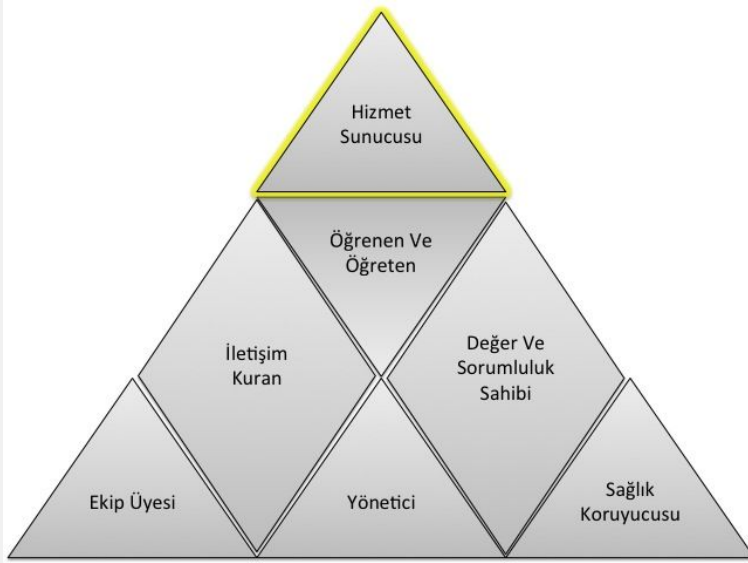 Hizmet
Sunucusu
Öğrenen Ve
Öğreten
İletişim
Kuran
Değer Ve
Sorumluluk
Sahibi
Ekip Üyesi
Yönetici
Sağlık
Koruyucusu